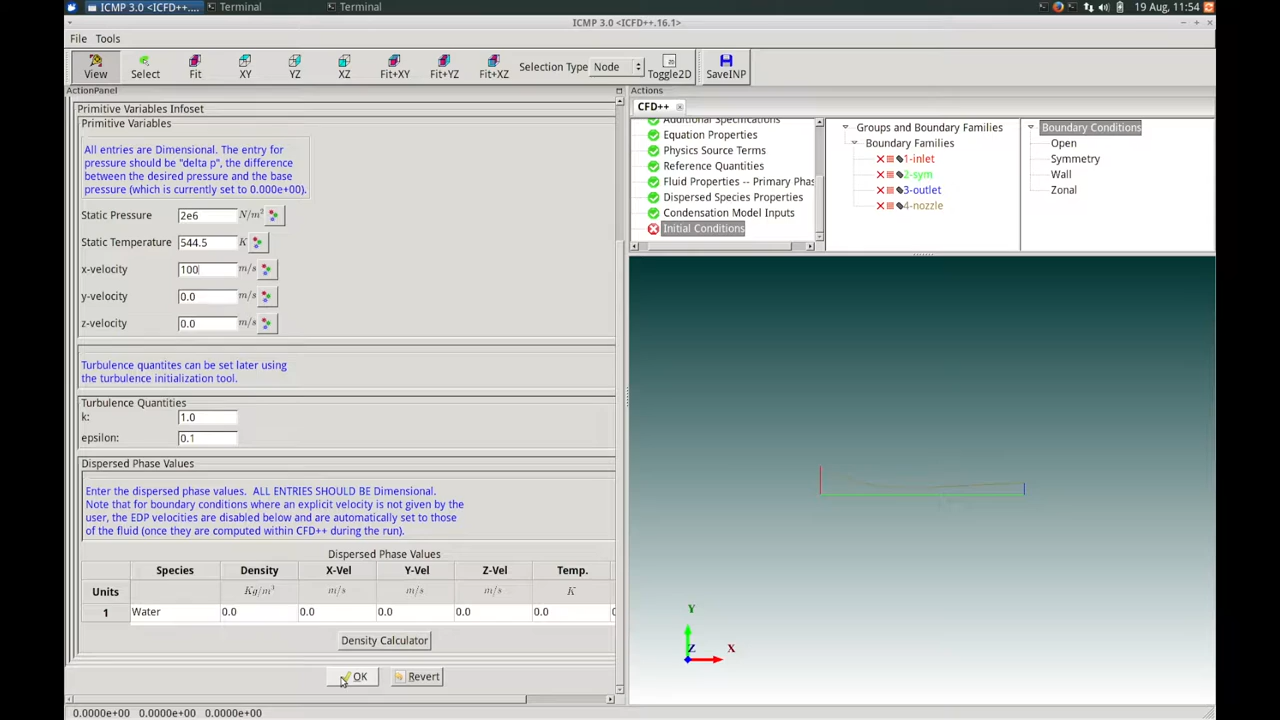 ICMP 3.0 <ICFD++....
Terminal
Terminal
19 Aug, 11:54
ICMP 3.0 <ICFD++.16.1>
File Tools
View Select Fit XY YZ XZ Fit+XY Fit+YZ Fit+XZ Selection Type Node Toggle2D SaveINP
ActionPanel
Actions
Primitive Variables Infoset
Primitive Variables
All entries are Dimensional. The entry for
pressure should be "delta p", the difference
between the desired pressure and the base
pressure (which is currently set to 0.000e+00).
Static Pressure 2e6 N/m²
Static Temperature 544.5 K
x-velocity 100 m/s
y-velocity 0.0 m/s
z-velocity 0.0 m/s
Turbulence quantites can be set later using
the turbulence initialization tool.
Turbulence Quantities
k: 1.0
epsilon: 0.1
Dispersed Phase Values
Enter the dispersed phase values. ALL ENTRIES SHOULD BE Dimensional.
Note that for boundary conditions where an explicit velocity is not given by the
user, the EDP velocities are disabled below and are automatically set to those
of the fluid (once they are computed within CFD++ during the run).
Dispersed Phase Values
Species Density X-Vel Y-Vel Z-Vel Temp.
Units Kg/m³ m/s m/s m/s K
1 Water 0.0 0.0 0.0 0.0 0.0
Density Calculator
OK Revert
0.0000e+00 0.0000e+00 0.0000e+00
CFD++
Additional Specifications
Equation Properties
Physics Source Terms
Reference Quantities
Fluid Properties -- Primary Phas
Dispersed Species Properties
Condensation Model Inputs
Initial Conditions
Groups and Boundary Families
Boundary Families
1-inlet
2-sym
3-outlet
4-nozzle
Boundary Conditions
Open
Symmetry
Wall
Zonal
Y
Z
X